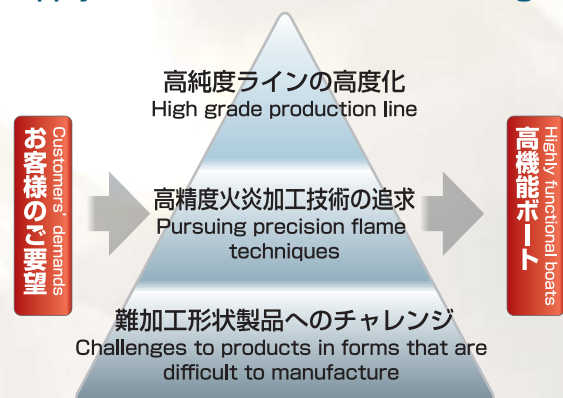 高純度ラインの高度化
High grade production line
お客様のご要望
Customers' demands
高精度火炎加工技術の追求
Pursuing precision flame
techniques
高機能ボート
Highly functional boats
難加工形状製品へのチャレンジ
Challenges to products in forms that are
difficult to manufacture